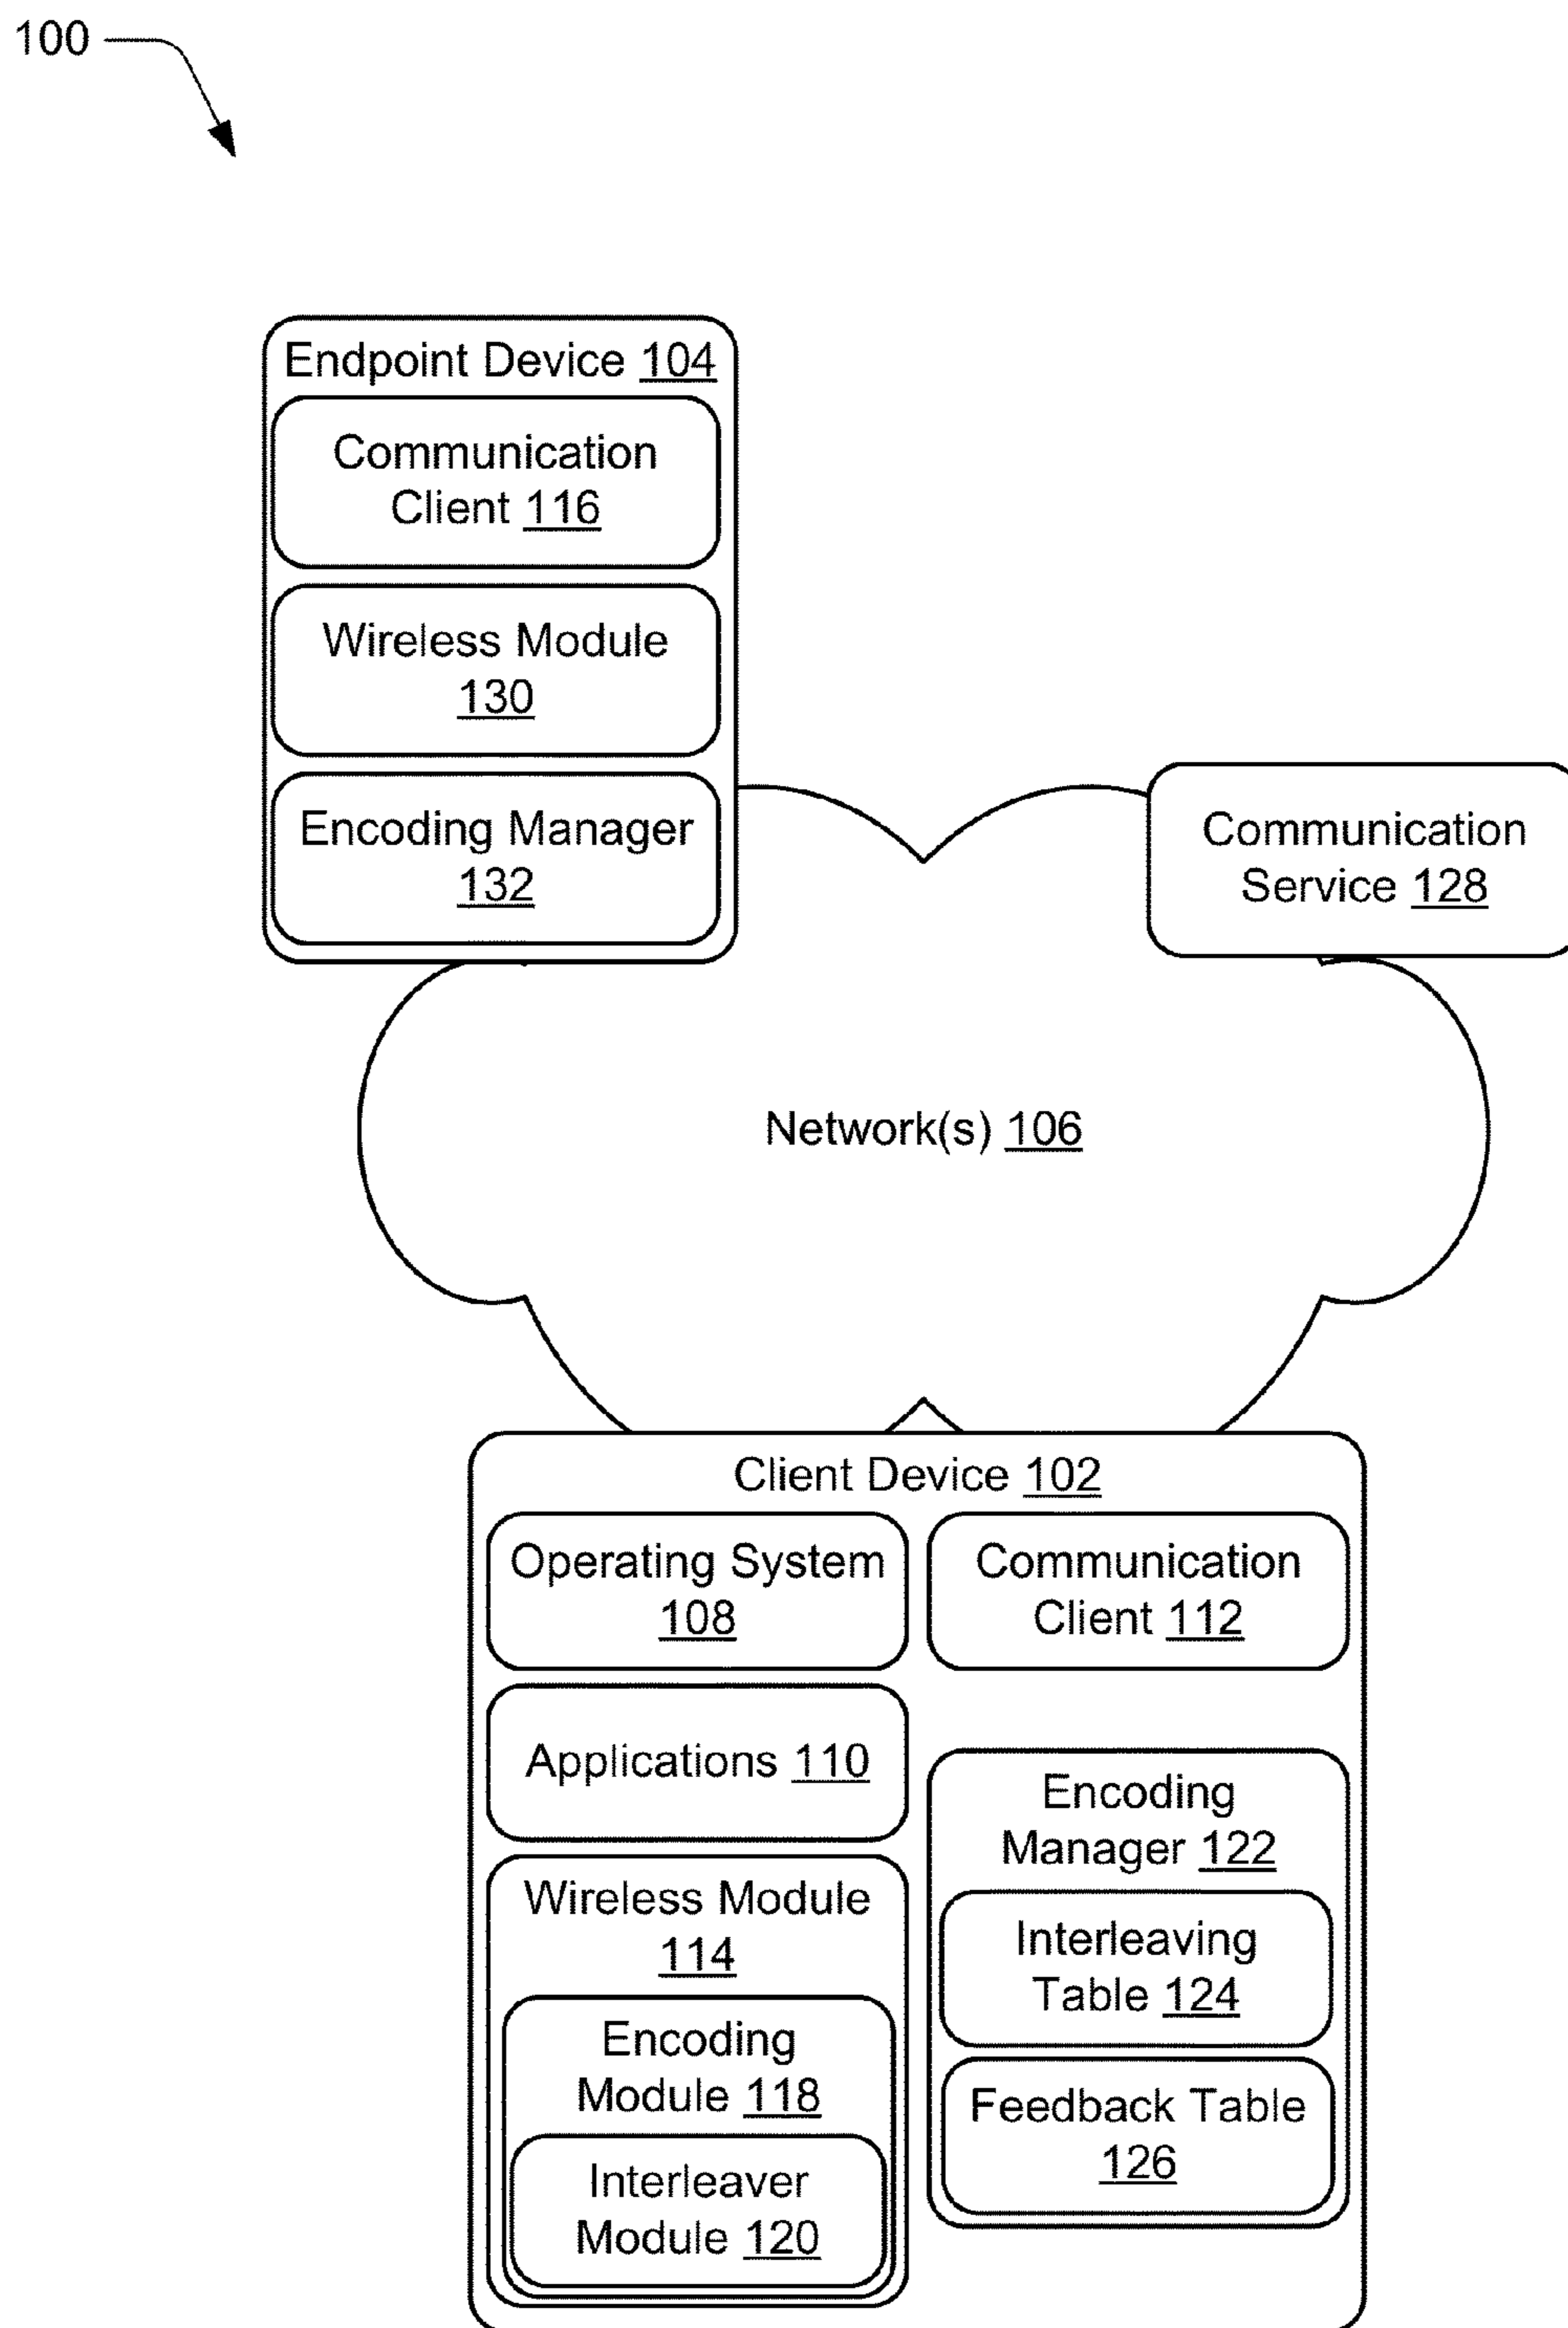 100
Endpoint Device 104
Communication
Client 116
Wireless Module
130
Encoding Manager
132
Communication
Service 128
Network(s) 106
Client Device 102
Operating System
108
Communication
Client 112
Applications 110
Encoding
Manager 122
Wireless Module
114
Interleaving
Table 124
Encoding
Module 118
Feedback Table
126
Interleaver
Module 120